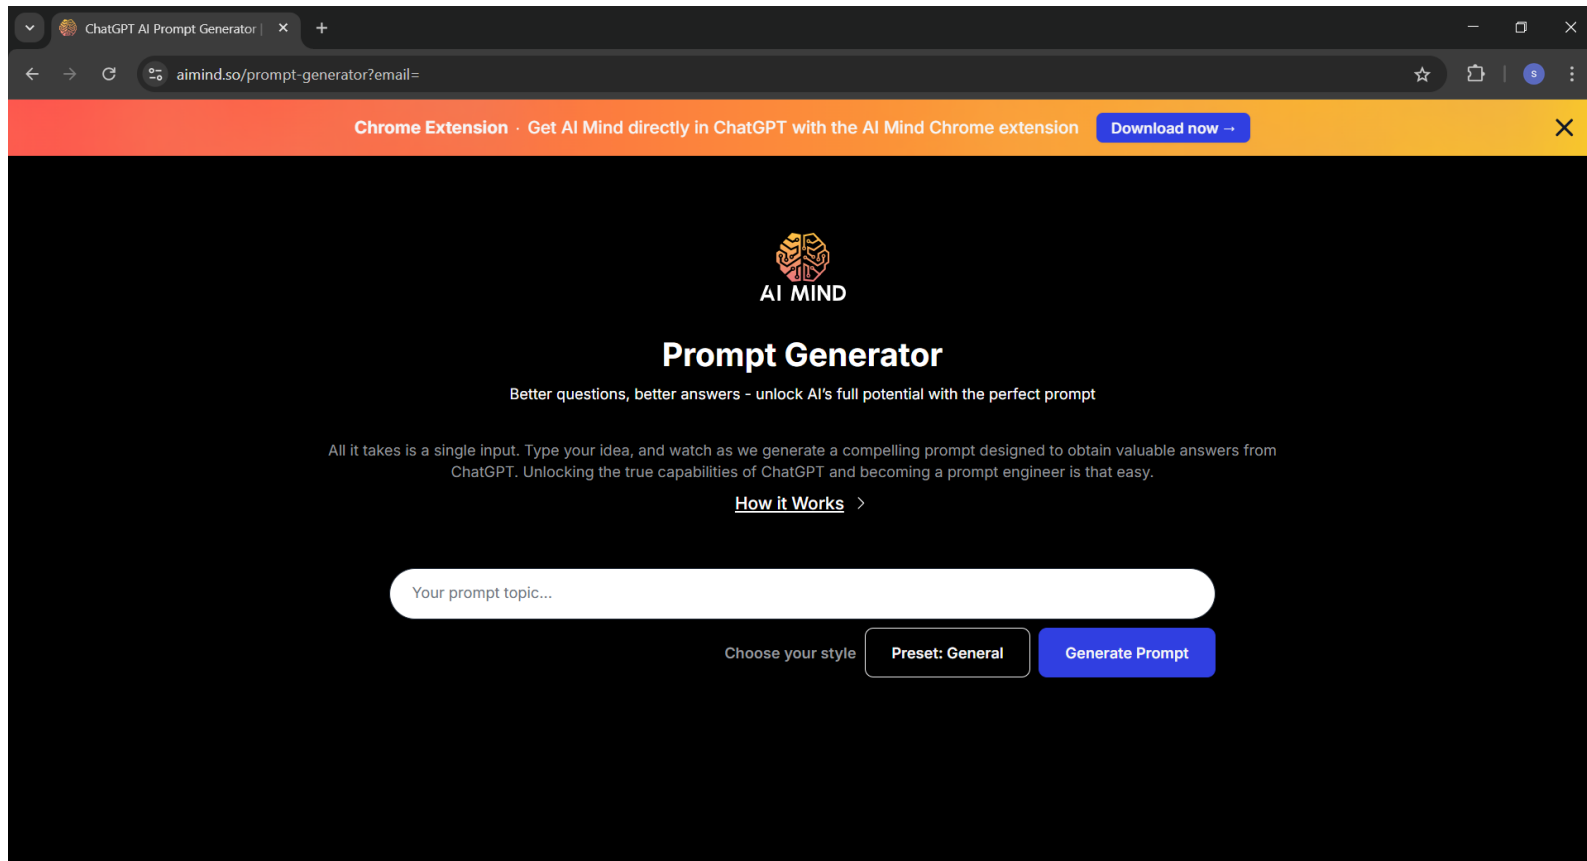 ChatGPT AI Prompt Generator |
aimind.so/prompt-generator?email=
S
Chrome Extension · Get AI Mind directly in ChatGPT with the AI Mind Chrome extension Download now →
AI MIND
Prompt Generator
Better questions, better answers - unlock AI's full potential with the perfect prompt
All it takes is a single input. Type your idea, and watch as we generate a compelling prompt designed to obtain valuable answers from
ChatGPT. Unlocking the true capabilities of ChatGPT and becoming a prompt engineer is that easy.
How it Works
Your prompt topic...
Choose your style Preset: General Generate Prompt